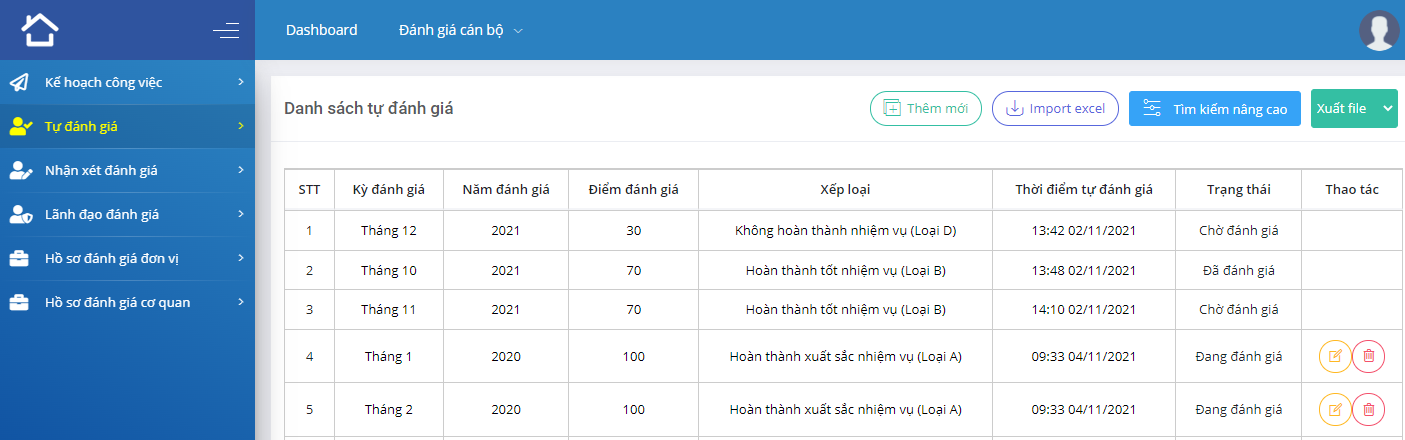 Dashboard Đánh giá cán bộ
Kế hoạch công việc
Tự đánh giá
Nhận xét đánh giá
Lãnh đạo đánh giá
Hồ sơ đánh giá đơn vị
Hồ sơ đánh giá cơ quan
Danh sách tự đánh giá Thêm mới Import excel Tìm kiếm nâng cao Xuất file
STT Kỳ đánh giá Năm đánh giá Điểm đánh giá Xếp loại Thời điểm tự đánh giá Trạng thái Thao tác
1 Tháng 12 2021 30 Không hoàn thành nhiệm vụ (Loại D) 13:42 02/11/2021 Chờ đánh giá
2 Tháng 10 2021 70 Hoàn thành tốt nhiệm vụ (Loại B) 13:48 02/11/2021 Đã đánh giá
3 Tháng 11 2021 70 Hoàn thành tốt nhiệm vụ (Loại B) 14:10 02/11/2021 Chờ đánh giá
4 Tháng 1 2020 100 Hoàn thành xuất sắc nhiệm vụ (Loại A) 09:33 04/11/2021 Đang đánh giá
5 Tháng 2 2020 100 Hoàn thành xuất sắc nhiệm vụ (Loại A) 09:33 04/11/2021 Đang đánh giá